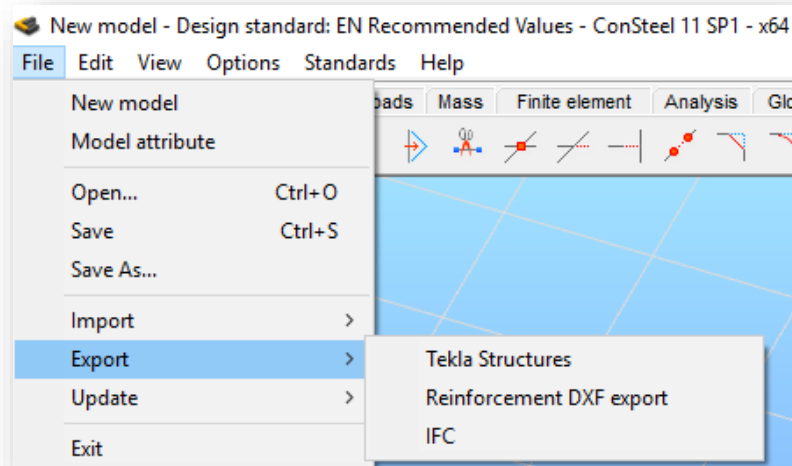 New model - Design standard: EN Recommended Values - ConSteel 11 SP1 - x64
File Edit View Options Standards Help
Mass Finite element Analysis
New model
Model attribute
Open... Ctrl+O
Save Ctrl+S
Save As...
Import
Export
Update
Exit
Tekla Structures
Reinforcement DXF export
IFC